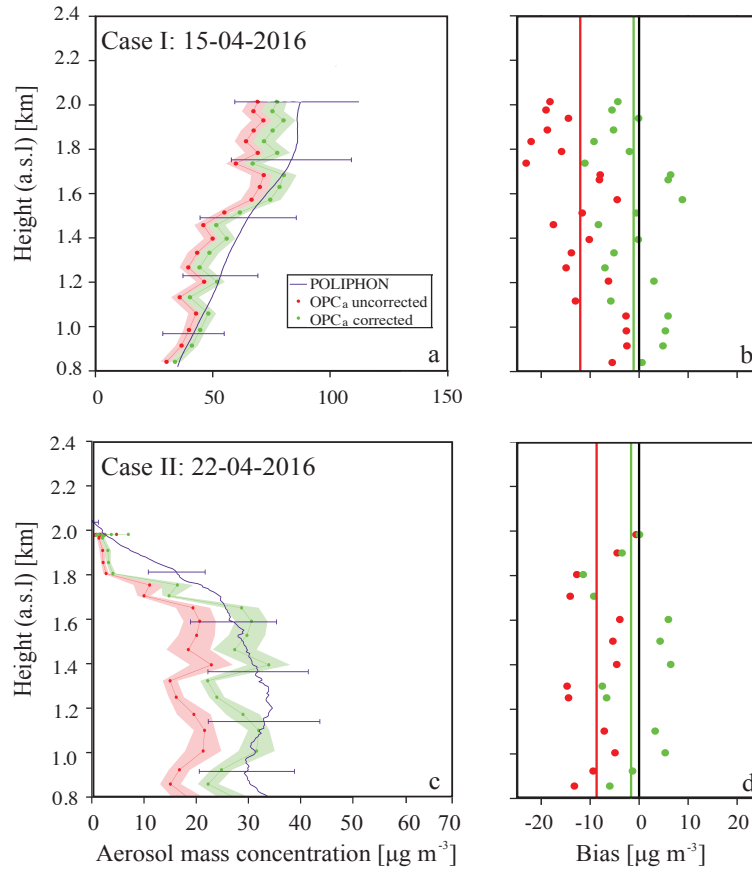 Case I: 15-04-2016
Height (a.s.l) [km]
2.4
2.2
2.0
1.8
1.6
1.4
1.2
1.0
0.8
POLIPHON
OPCa uncorrected
OPCa corrected
a
0 50 100 150
b
Case II: 22-04-2016
Height (a.s.l) [km]
2.4
2.2
2.0
1.8
1.6
1.4
1.2
1.0
0.8
c
0 10 20 30 40 60 70
Aerosol mass concentration [µg m-3]
d
-20 -10 0 10 20
Bias [µg m-3]